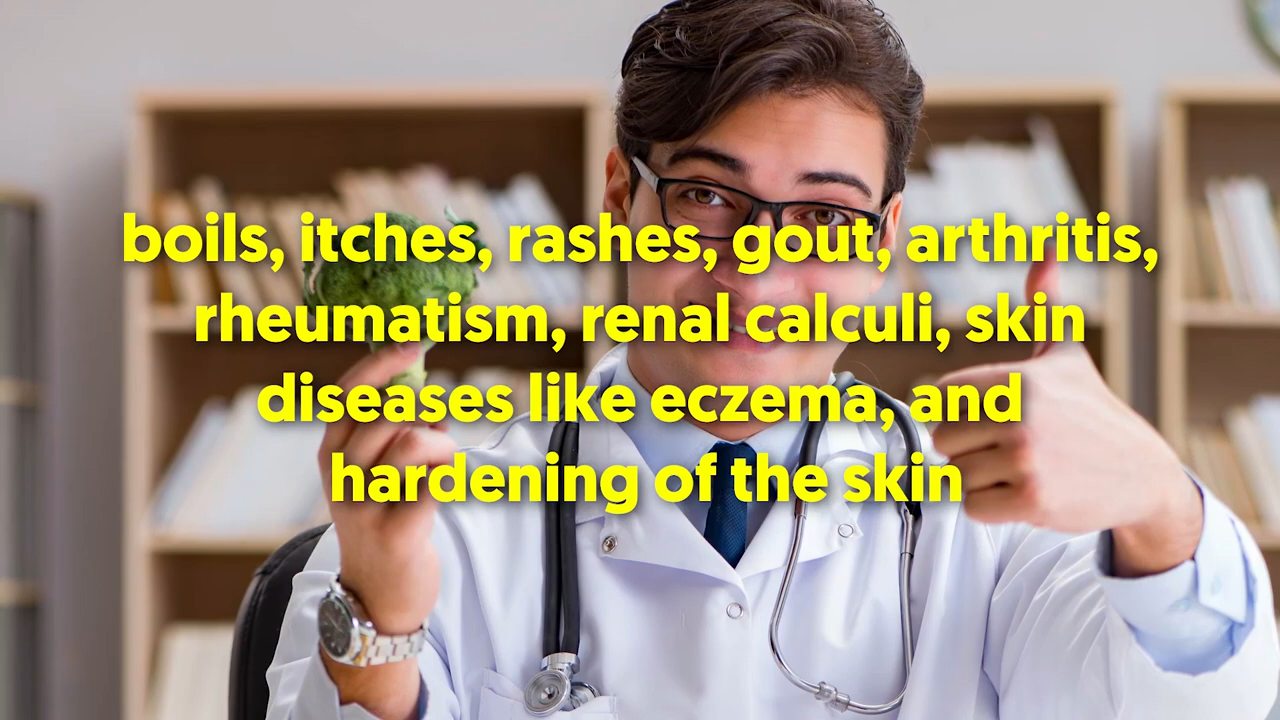 boils, itches, rashes, gout, arthritis,
rheumatism, renal calculi, skin
diseases like eczema, and
hardening of the skin